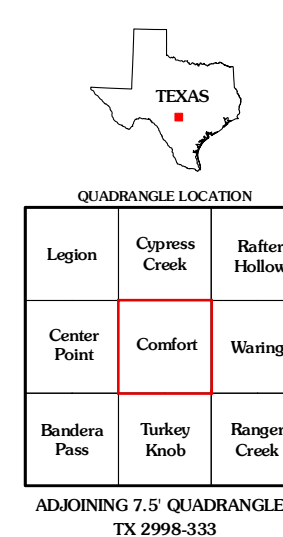 TEXAS
QUADRANGLE LOCATION
Legion
Cypress
Creek
Rafter
Hollow
Center
Point
Comfort
Waring
Bandera
Pass
Turkey
Knob
Ranger
Creek
ADJOINING 7.5' QUADRANGLE
TX 2998-333